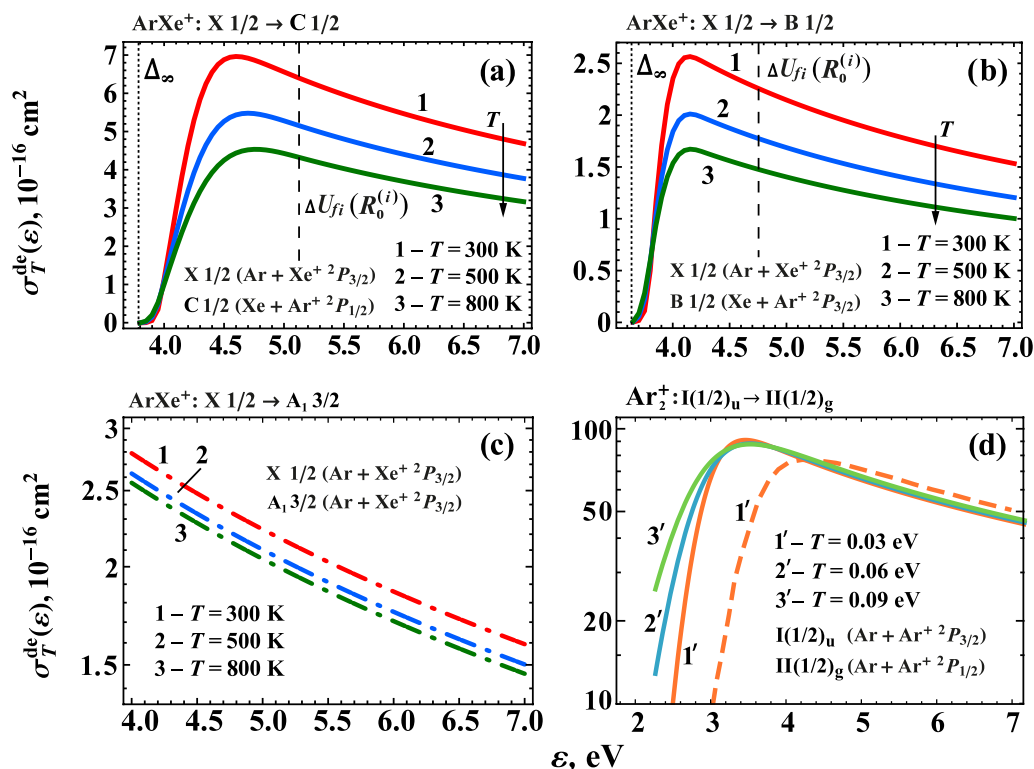 ArXe⁺: X 1/2 → C 1/2
ArXe⁺: X 1/2 → B 1/2
σ_T^de(ε), 10⁻¹⁶ cm²
7
6
5
4
3
2
1
0
Δ∞
(a)
1
2
3
T
ΔU_fi(R₀^(i))
1 – T = 300 K
2 – T = 500 K
3 – T = 800 K
X 1/2 (Ar + Xe⁺ ²P₃/₂)
C 1/2 (Xe + Ar⁺ ²P₁/₂)
4.0 4.5 5.0 5.5 6.0 6.5 7.0
2.5
2
1.5
1
2.5
0
Δ∞
ΔU_fi(R₀^(i))
(b)
1
2
3
T
1 – T = 300 K
2 – T = 500 K
3 – T = 800 K
X 1/2 (Ar + Xe⁺ ²P₃/₂)
B 1/2 (Xe + Ar⁺ ²P₃/₂)
4.0 4.5 5.0 5.5 6.0 6.5 7.0
ArXe⁺: X 1/2 → A₁ 3/2
σ_T^de(ε), 10⁻¹⁶ cm²
3
2.5
2
1.5
(c)
1
2
3
X 1/2 (Ar + Xe⁺ ²P₃/₂)
A₁ 3/2 (Ar + Xe⁺ ²P₃/₂)
1 – T = 300 K
2 – T = 500 K
3 – T = 800 K
4.0 4.5 5.0 5.5 6.0 6.5 7.0
Ar₂⁺: I(1/2)u → II(1/2)g
100
50
20
10
(d)
1′
3′
2′
1′
1′ – T = 0.03 eV
2′ – T = 0.06 eV
3′ – T = 0.09 eV
I(1/2)u (Ar + Ar⁺ ²P₃/₂)
II(1/2)g (Ar + Ar⁺ ²P₁/₂)
2 3 4 5 6 7
ε, eV